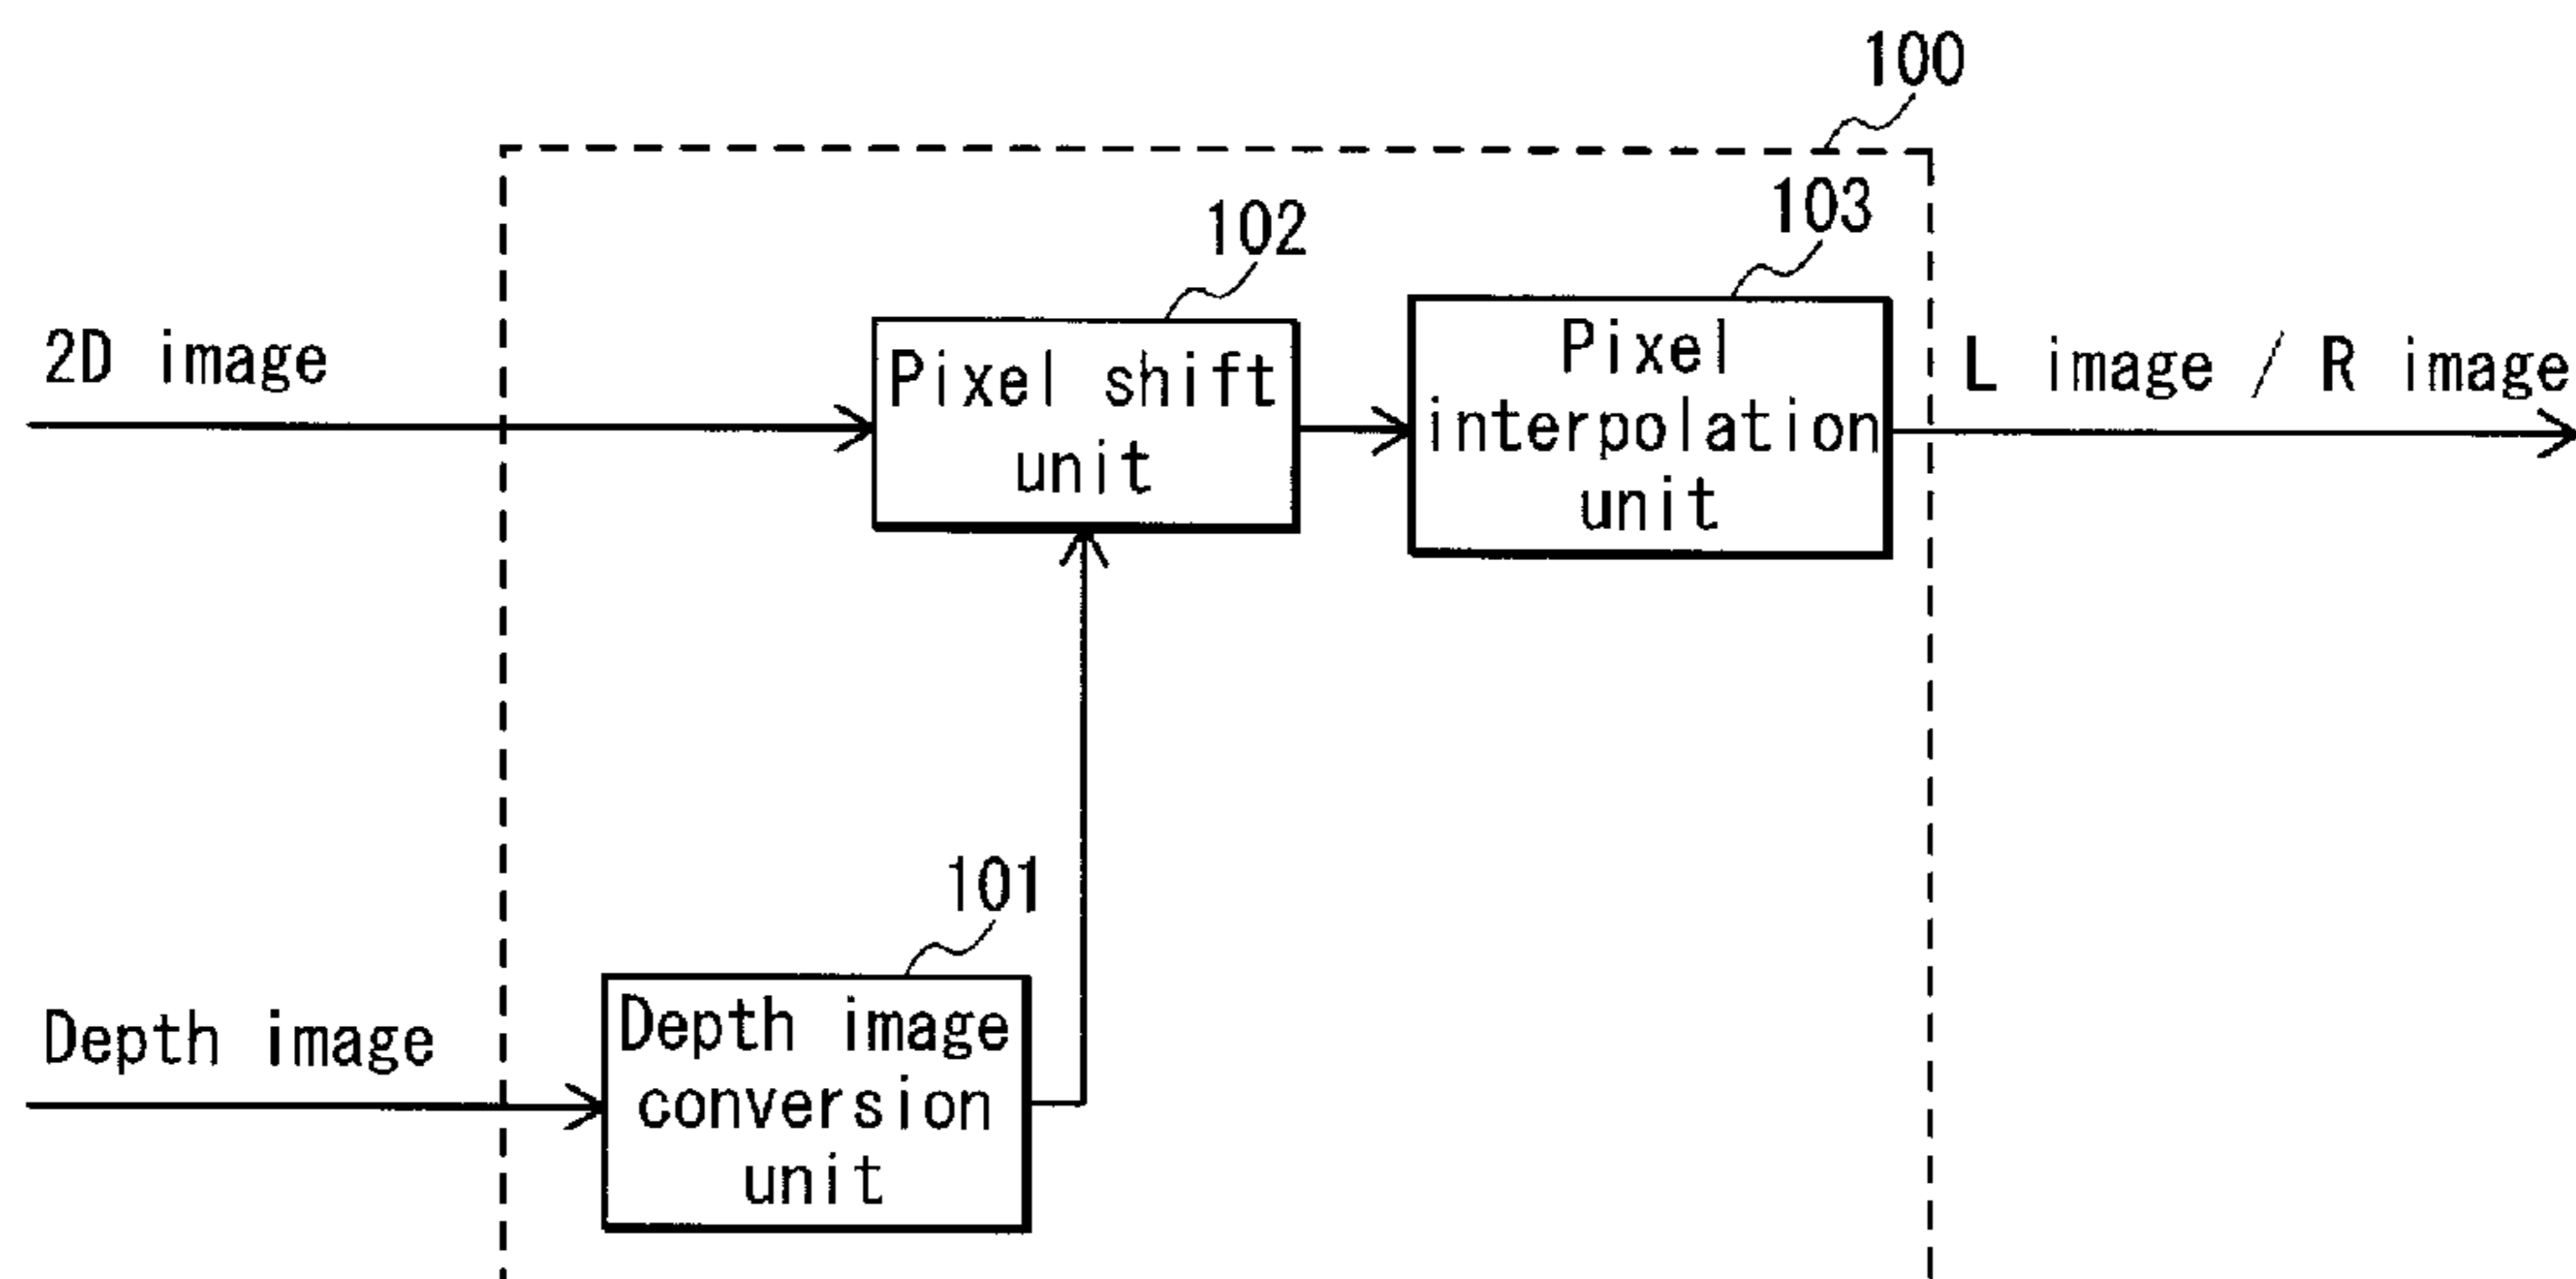 100
102
103
2D image
Pixel shift
unit
Pixel
interpolation
unit
L image / R image
101
Depth image
Depth image
conversion
unit